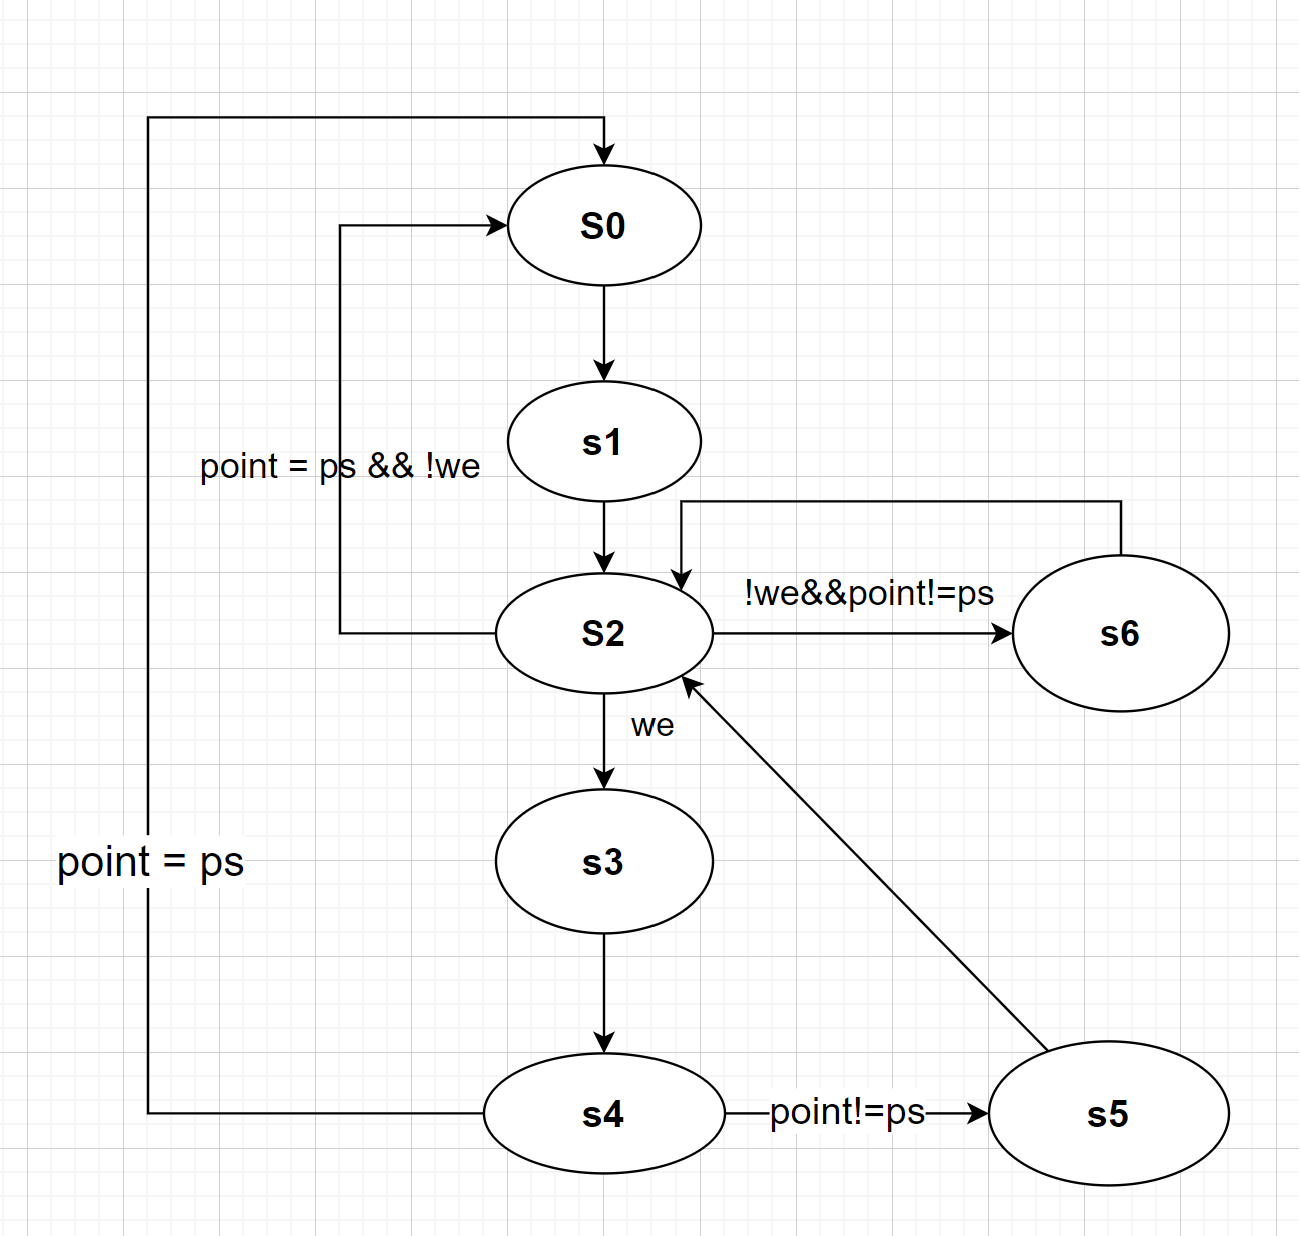 S0
s1
point = ps && !we
!we&&point!=ps
S2
s6
we
s3
point = ps
s4
point!=ps
s5